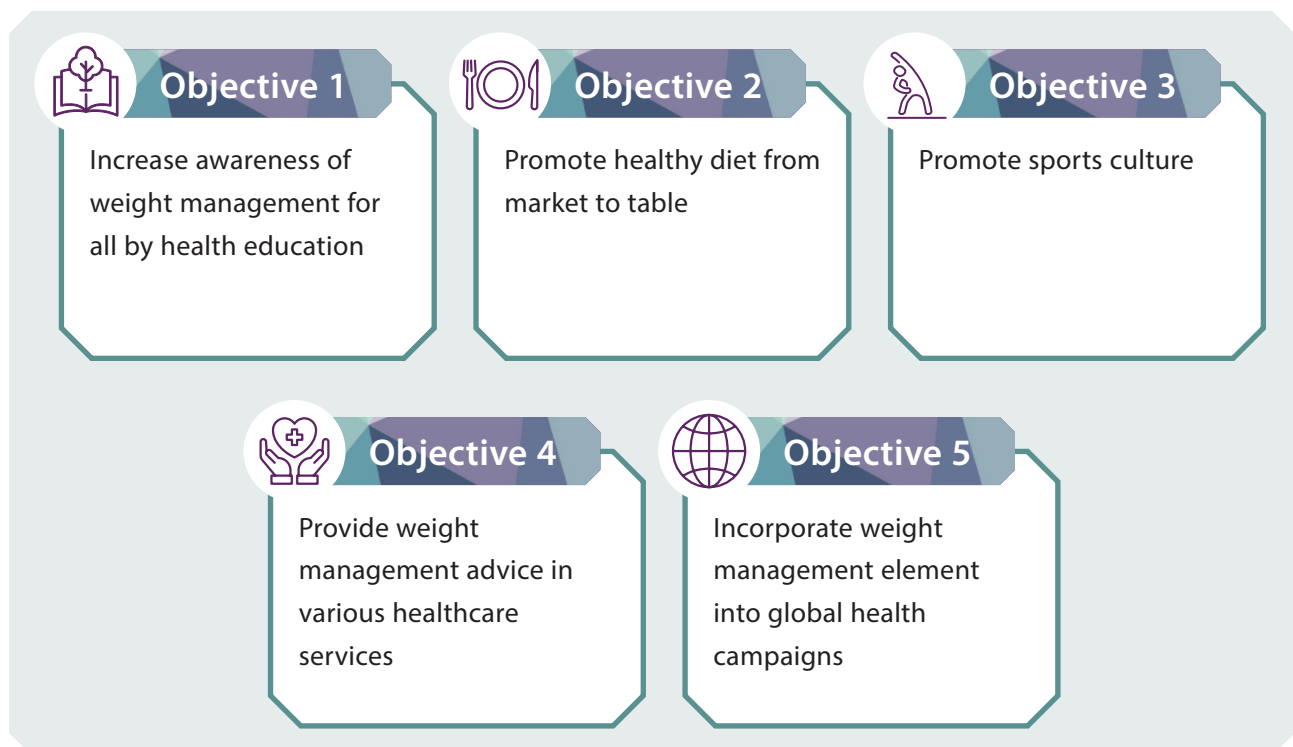 Objective 1
Increase awareness of
weight management for
all by health education
Objective 2
Promote healthy diet from
market to table
Objective 3
Promote sports culture
Objective 4
Provide weight
management advice in
various healthcare
services
Objective 5
Incorporate weight
management element
into global health
campaigns